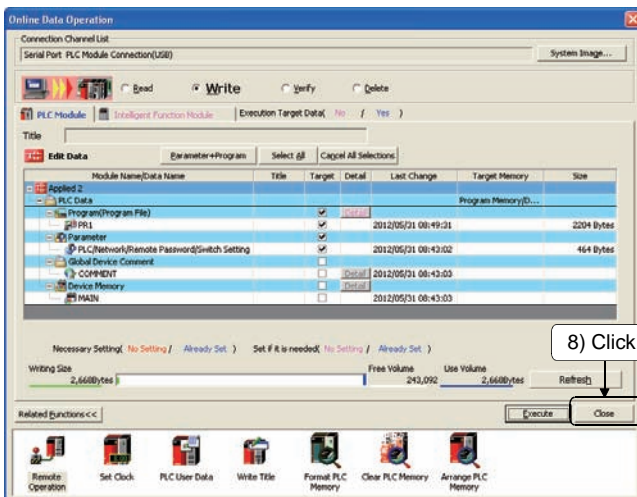 Online Data Operation
Connection Channel List
Serial Port PLC Module Connection(USB)
System Image...
Read Write Verify Delete
PLC Module Intelligent Function Module Execution Target Data( No / Yes )
Title
Edit Data Parameter+Program Select All Cancel All Selections
Module Name/Data Name Title Target Detail Last Change Target Memory Size
Applied 2
PLC Data Program Memory/D...
Program(Program File) Detail
PR1 2012/05/31 08:49:31 2204 Bytes
Parameter
PLC/Network/Remote Password/Switch Setting 2012/05/31 08:43:02 464 Bytes
Global Device Comment
COMMENT Detail 2012/05/31 08:43:03
Device Memory Detail
MAIN 2012/05/31 08:43:03
Necessary Setting( No Setting / Already Set ) Set if it is needed( No Setting / Already Set )
8) Click
Writing Size Free Volume Use Volume
2,660Bytes 243,092 2,660Bytes Refresh
Related Functions<< Execute Close
Remote Operation
Set Clock
PLC User Data
Write Title
Format PLC Memory
Clear PLC Memory
Arrange PLC Memory